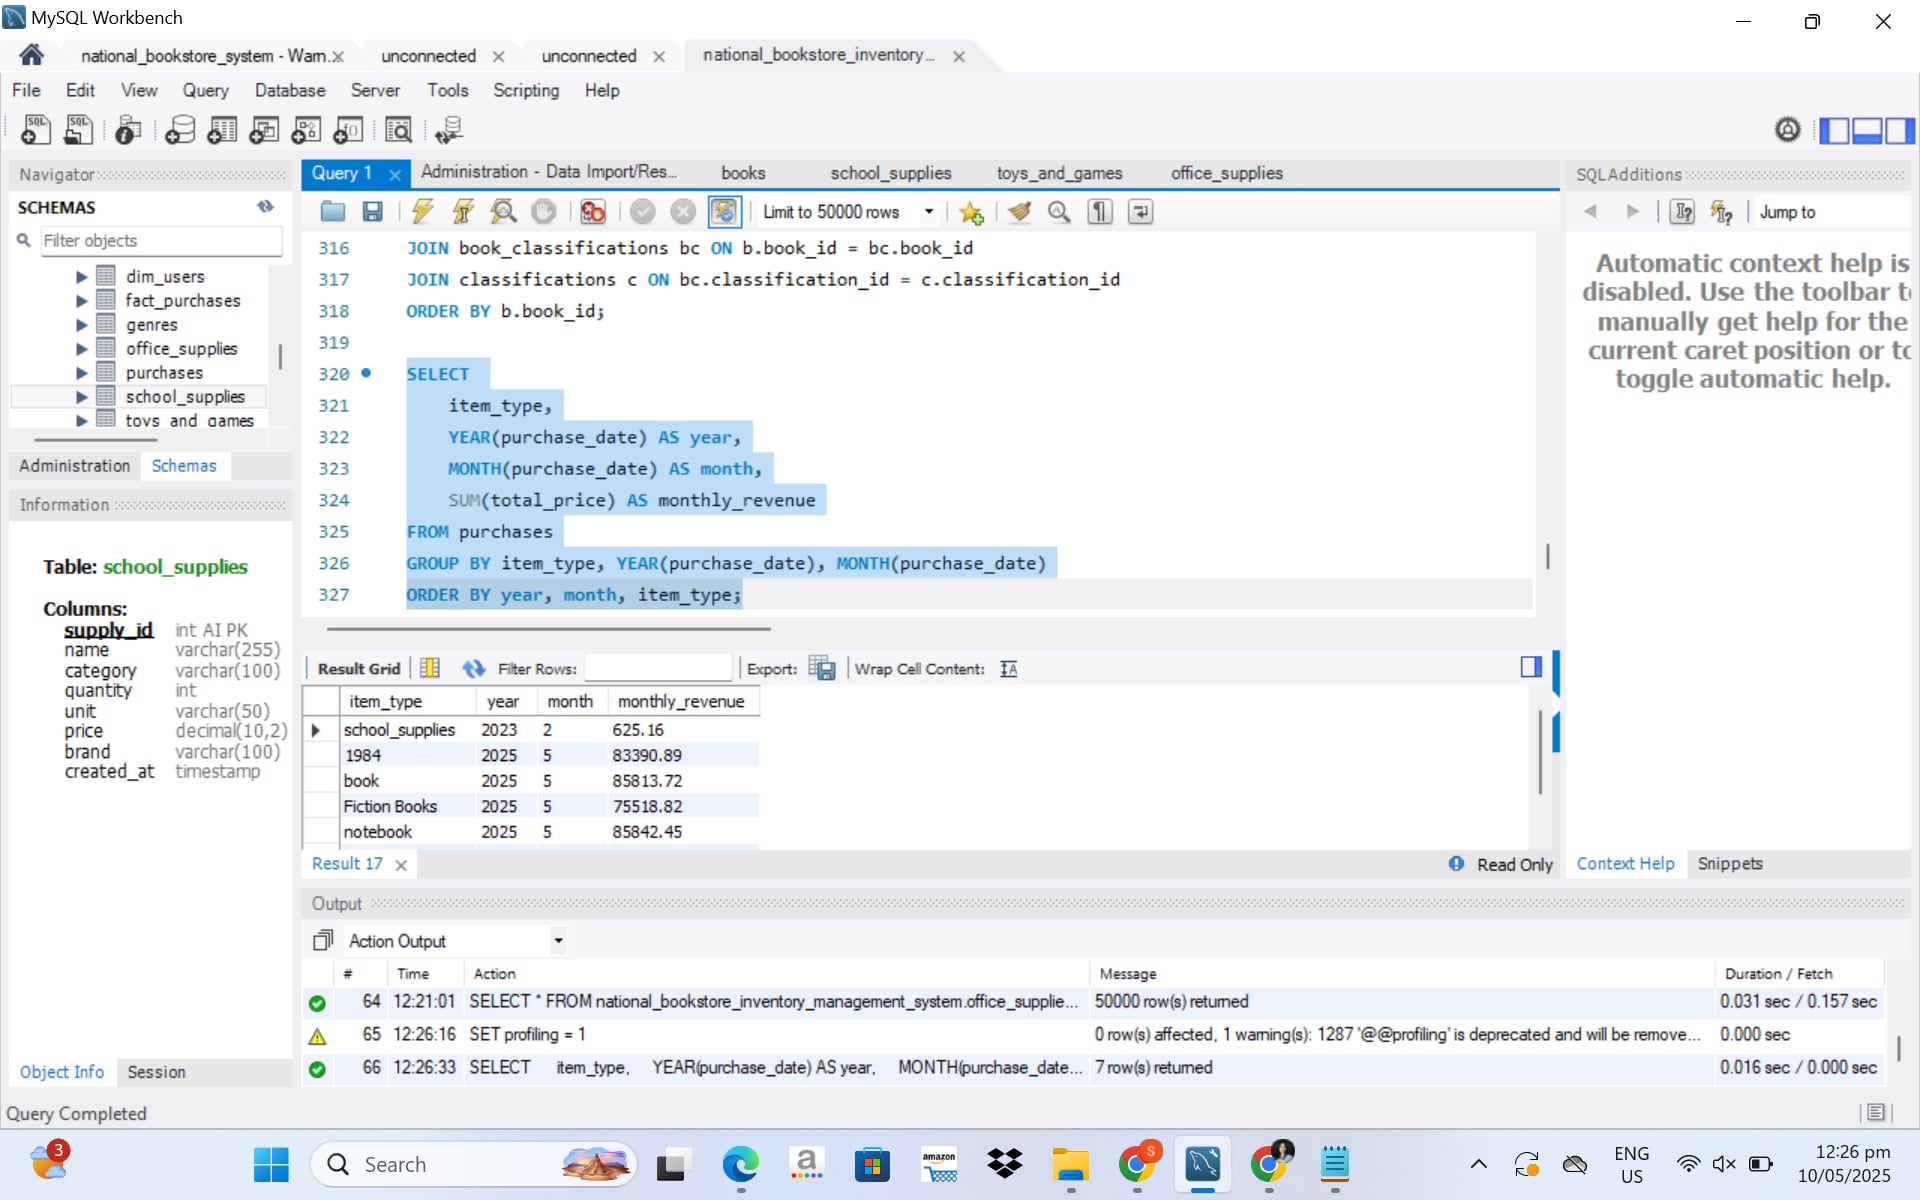 MySQL Workbench
national_bookstore_system - Warn.
unconnected
unconnected
national_bookstore_inventory...
File Edit View Query Database Server Tools Scripting Help
Navigator
SCHEMAS
Filter objects
dim_users
fact_purchases
genres
office_supplies
purchases
school_supplies
toys_and_games
Administration Schemas
Information
Table: school_supplies
Columns:
supply_id int AI PK
name varchar(255)
category varchar(100)
quantity int
unit varchar(50)
price decimal(10,2)
brand varchar(100)
created_at timestamp
Object Info Session
Query 1 Administration - Data Import/Res... books school_supplies toys_and_games office_supplies
Limit to 50000 rows
316 JOIN book_classifications bc ON b.book_id = bc.book_id
317 JOIN classifications c ON bc.classification_id = c.classification_id
318 ORDER BY b.book_id;
319
320 SELECT
321 item_type,
322 YEAR(purchase_date) AS year,
323 MONTH(purchase_date) AS month,
324 SUM(total_price) AS monthly_revenue
325 FROM purchases
326 GROUP BY item_type, YEAR(purchase_date), MONTH(purchase_date)
327 ORDER BY year, month, item_type;
Result Grid Filter Rows: Export: Wrap Cell Content:
item_type year month monthly_revenue
school_supplies 2023 2 625.16
1984 2025 5 83390.89
book 2025 5 85813.72
Fiction Books 2025 5 75518.82
notebook 2025 5 85842.45
Result 17
Read Only
SQLAdditions
Jump to
Automatic context help is
disabled. Use the toolbar to
manually get help for the
current caret position or to
toggle automatic help.
Context Help Snippets
Output
Action Output
# Time Action Message Duration / Fetch
64 12:21:01 SELECT * FROM national_bookstore_inventory_management_system.office_supplie... 50000 row(s) returned 0.031 sec / 0.157 sec
65 12:26:16 SET profiling = 1 0 row(s) affected, 1 warning(s): 1287 '@@profiling' is deprecated and will be remove... 0.000 sec
66 12:26:33 SELECT item_type, YEAR(purchase_date) AS year, MONTH(purchase_date... 7 row(s) returned 0.016 sec / 0.000 sec
Query Completed
3
Search
amazon
S
ENG
US
12:26 pm
10/05/2025